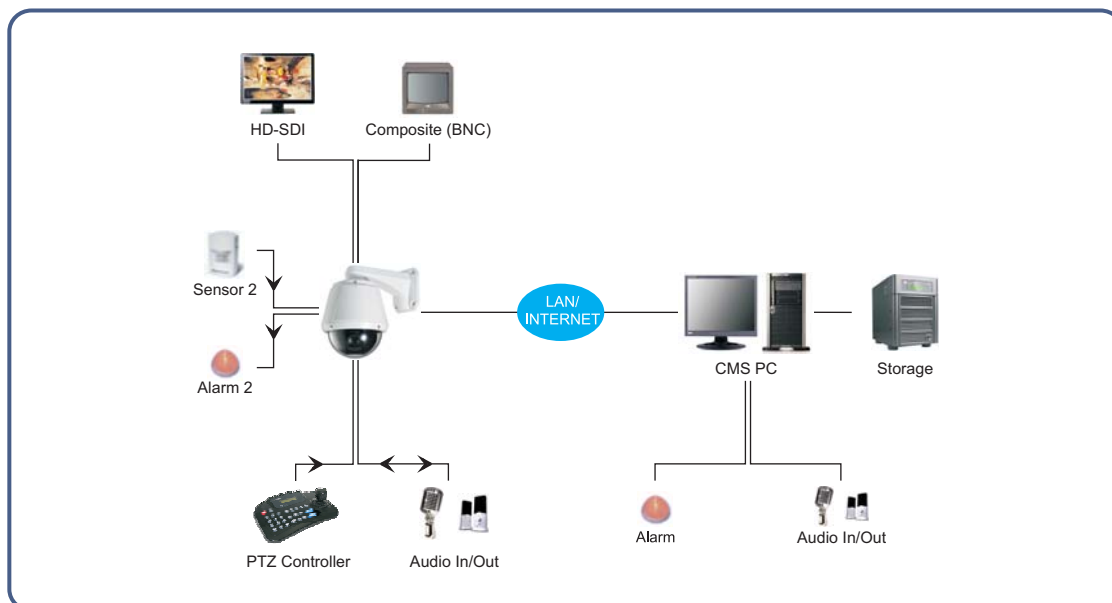 HD-SDI
Composite (BNC)
Sensor 2
LAN/
INTERNET
Alarm 2
CMS PC
Storage
PTZ Controller
Audio In/Out
Alarm
Audio In/Out